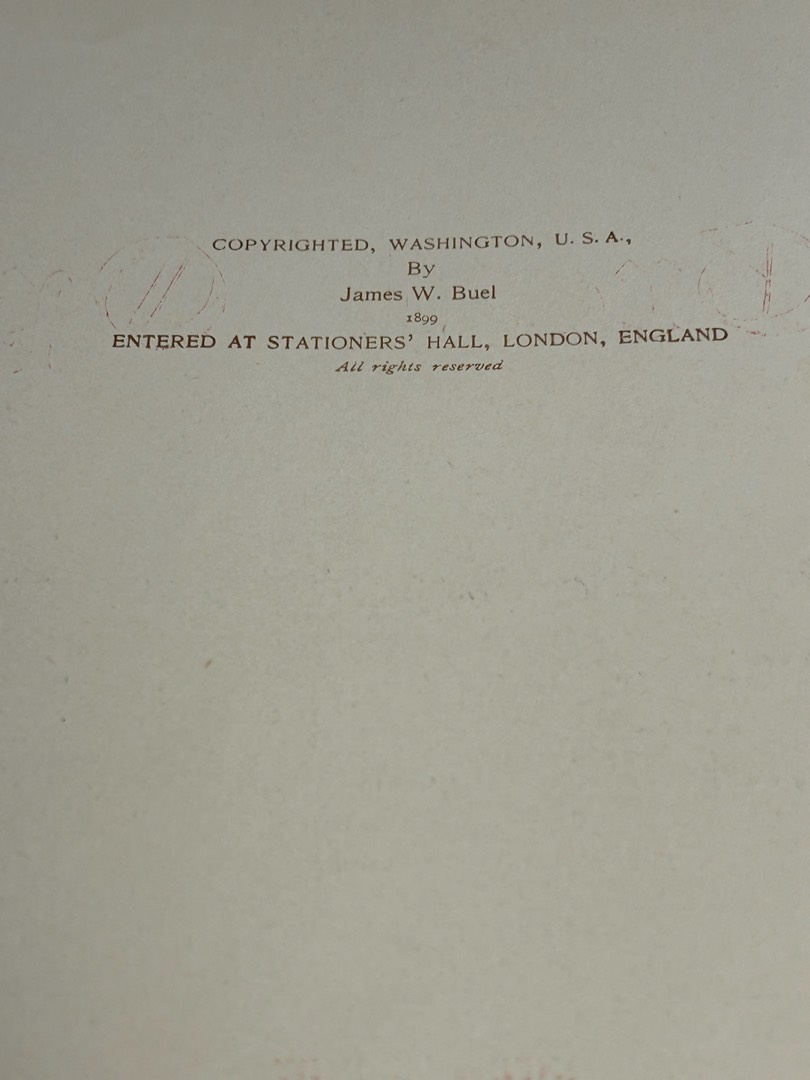 COPYRIGHTED, WASHINGTON, U. S. A.,
By
James W. Buel
1899
ENTERED AT STATIONERS' HALL, LONDON, ENGLAND
All rights reserved